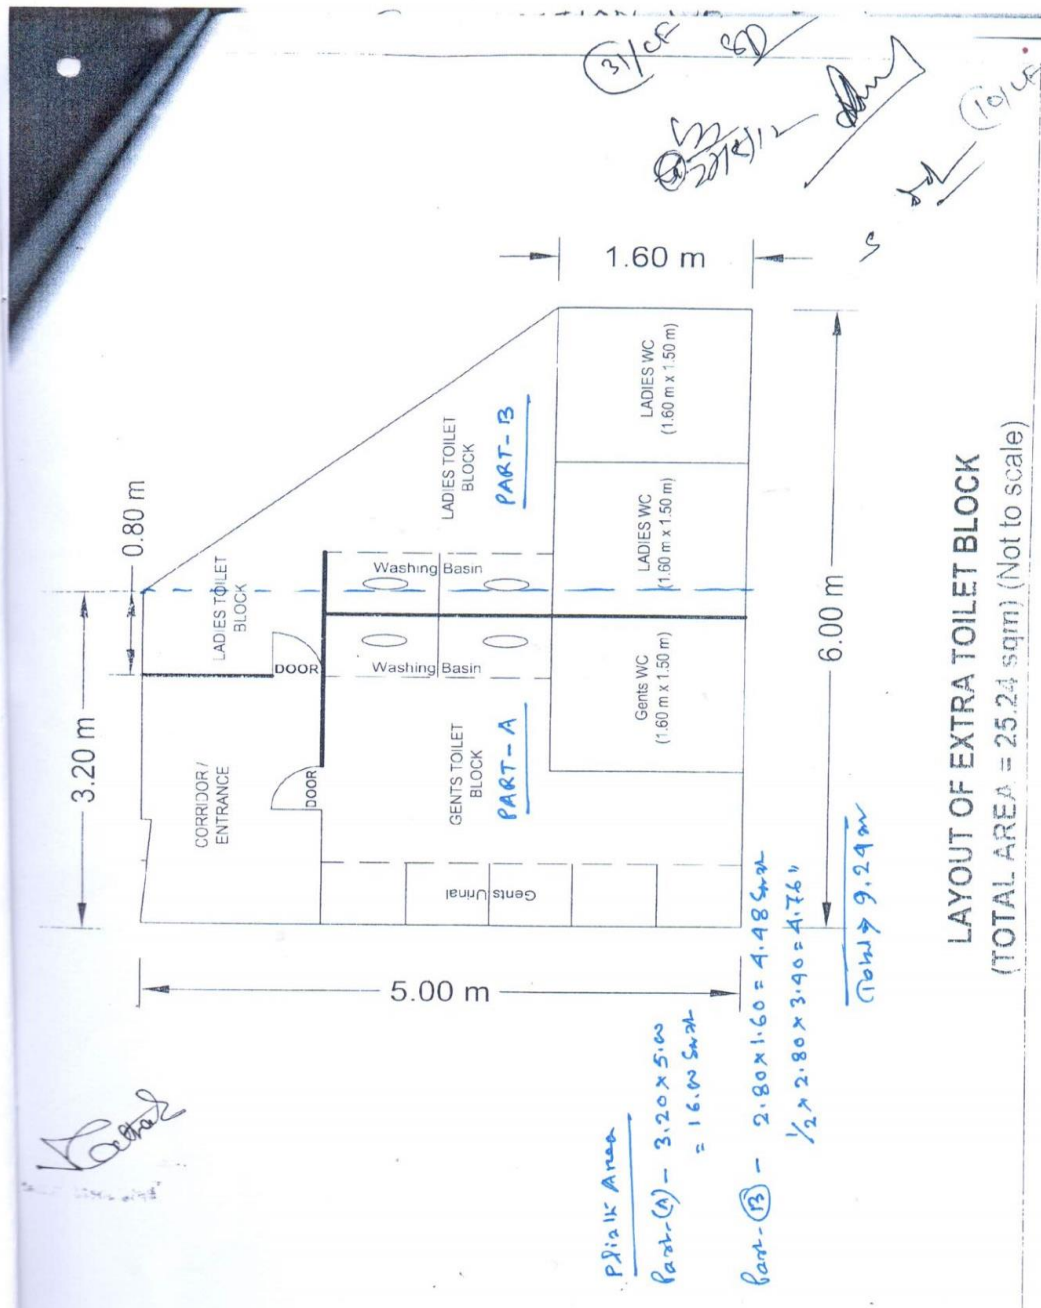 31/CF
SD
10/CF
1.60 m
0.80 m
3.20 m
LADIES TOILET
BLOCK
CORRIDOR /
ENTRANCE
DOOR
DOOR
LADIES TOILET
BLOCK
PART-B
Washing Basin
Washing Basin
GENTS TOILET
BLOCK
PART-A
Gents Urinal
LADIES WC
(1.60 m x 1.50 m)
LADIES WC
(1.60 m x 1.50 m)
Gents WC
(1.60 m x 1.50 m)
6.00 m
5.00 m
Area
Part-(A) - 3.20 x 5.00
= 16.00 Sqm
Part-(B) - 2.80 x 1.60 = 4.48 Sqm
1/2 x 2.80 x 3.40 = 4.76 "
Total → 9.24 m
LAYOUT OF EXTRA TOILET BLOCK
(TOTAL AREA = 25.24 sqm) (Not to scale)